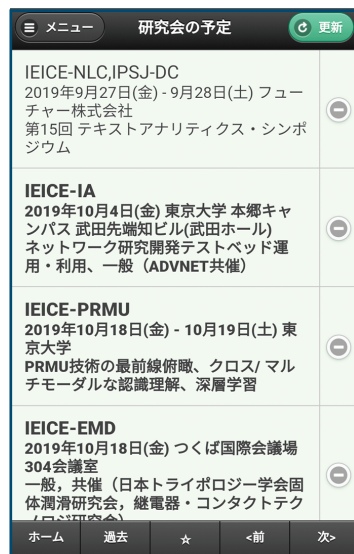 メニュー
研究会の予定
更新
IEICE-NLC,IPSJ-DC
2019年9月27日(金) - 9月28日(土) フュー
チャー株式会社
第15回 テキストアナリティクス・シンポ
ジウム
IEICE-IA
2019年10月4日(金) 東京大学 本郷キャ
ンパス 武田先端知ビル(武田ホール)
ネットワーク研究開発テストベッド運
用・利用、一般（ADVNET共催）
IEICE-PRMU
2019年10月18日(金) - 10月19日(土) 東
京大学
PRMU技術の最前線俯瞰、クロス/ マル
チモーダルな認識理解、深層学習
IEICE-EMD
2019年10月18日(金) つくば国際会議場
304会議室
一般，共催（日本トライボロジー学会固
体潤滑研究会，継電器・コンタクトテク
ノロジ研究会）
ホーム
過去
☆
<前
次>